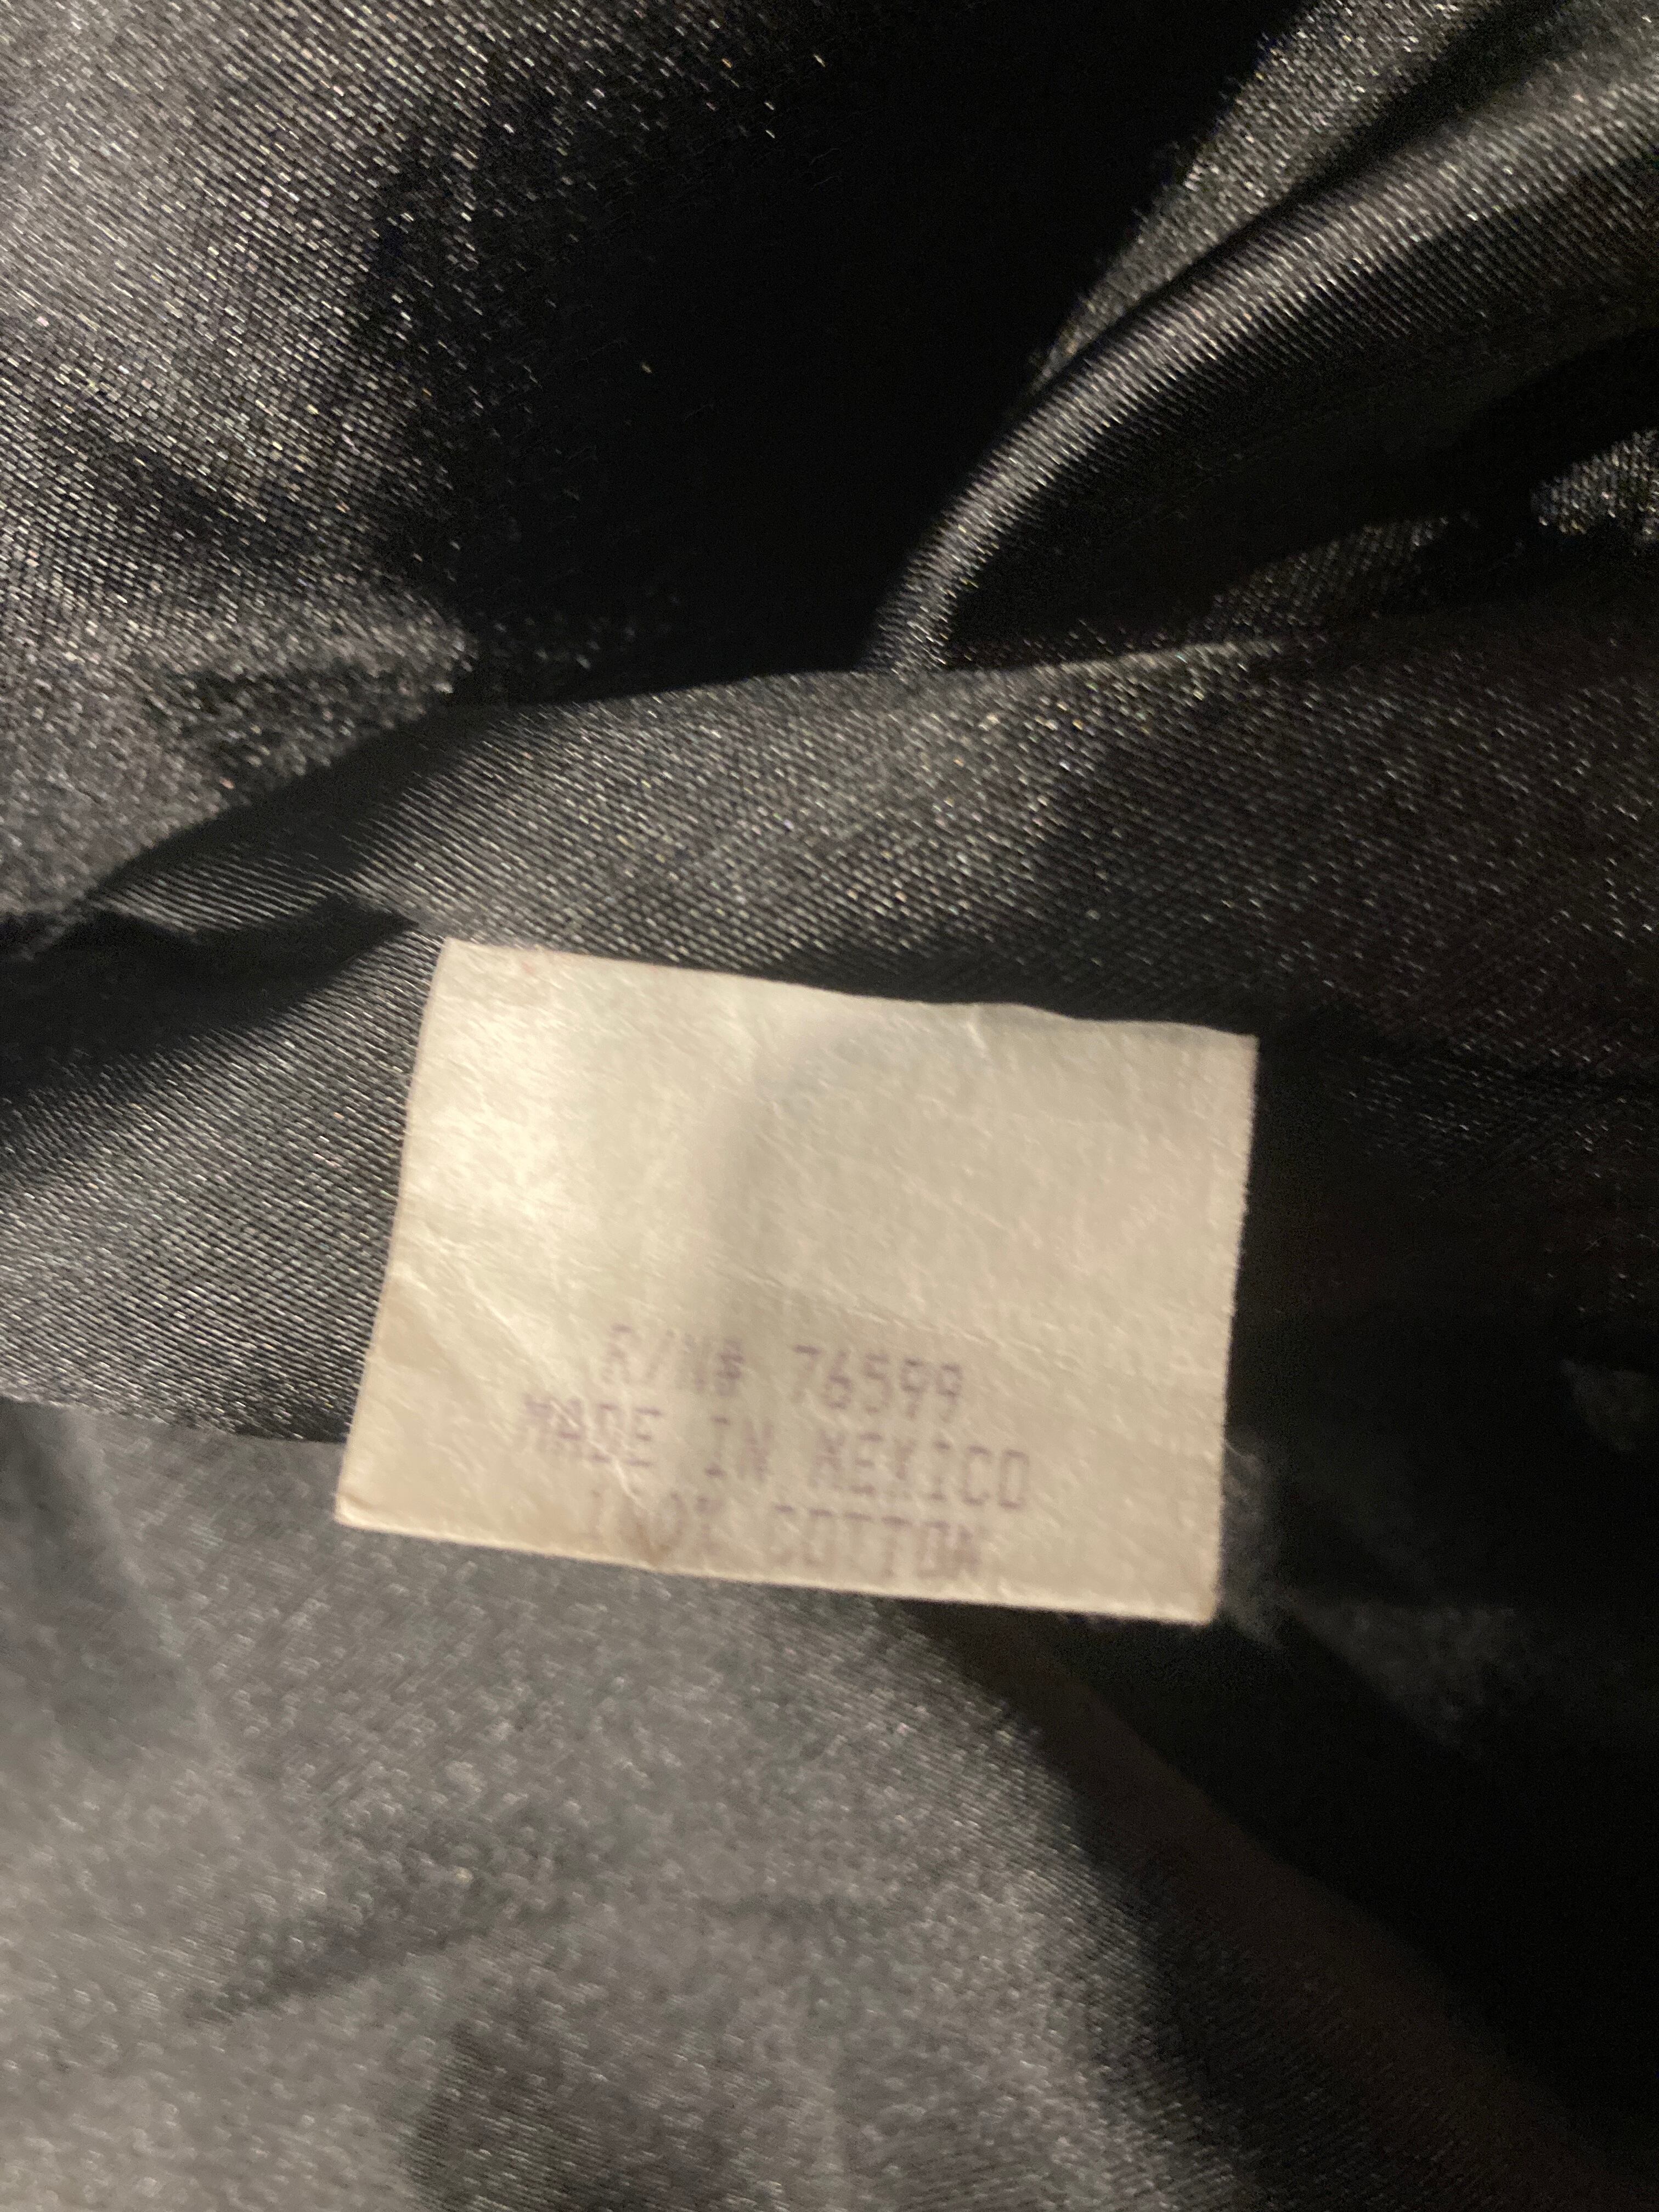 R/N# 76599
MADE IN MEXICO
100% COTTON